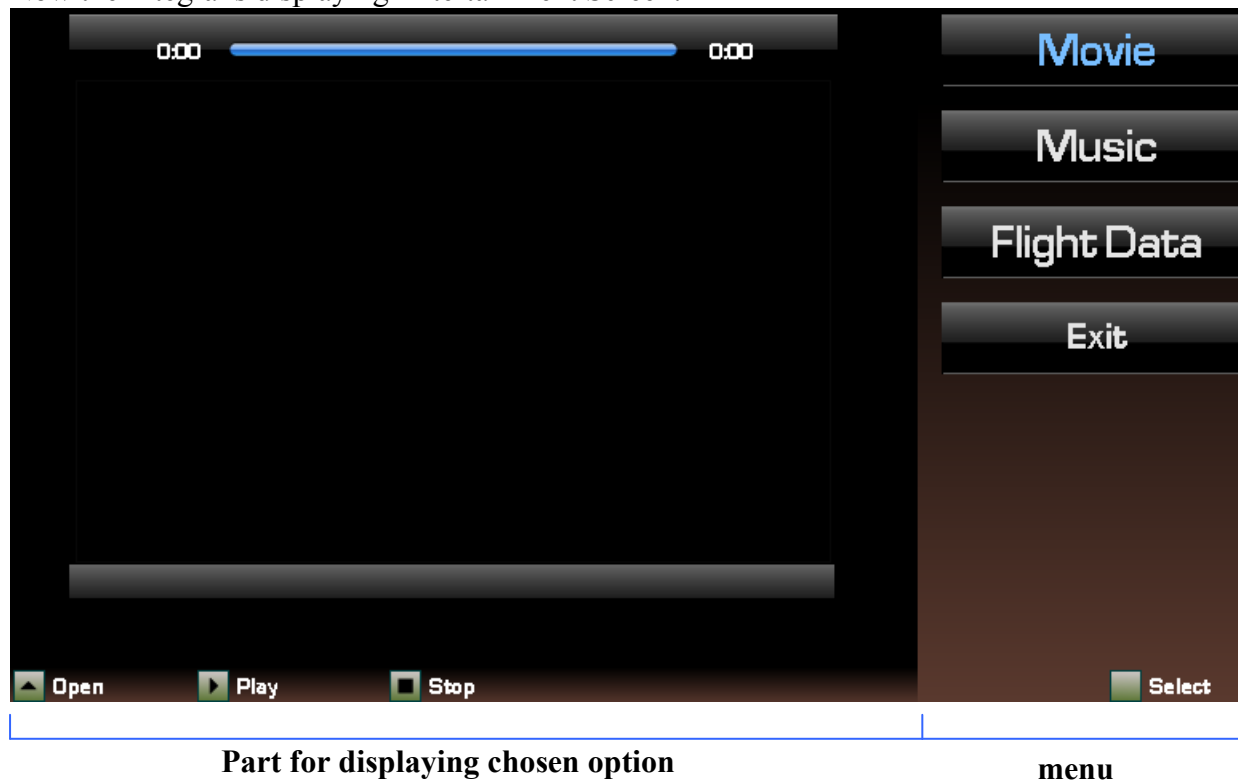 0:00 0:00
Movie
Music
Flight Data
Exit
Open Play Stop Select
Part for displaying chosen option menu